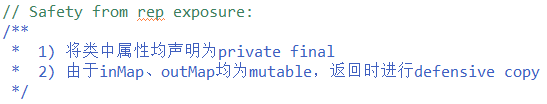 // Safety from rep exposure:
/**
 *  1) 将类中属性均声明为private final
 *  2) 由于inMap、outMap均为mutable，返回时进行defensive copy
 */